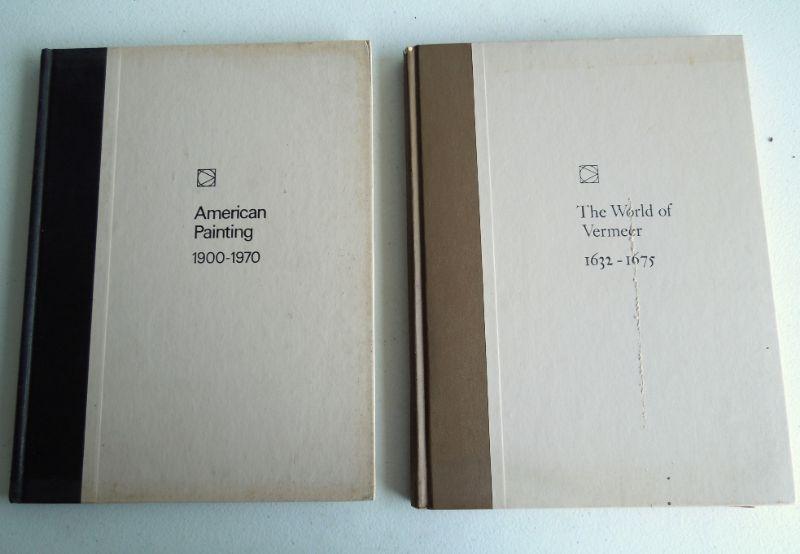 American
Painting
1900-1970
The World of
Vermeer
1632-1675